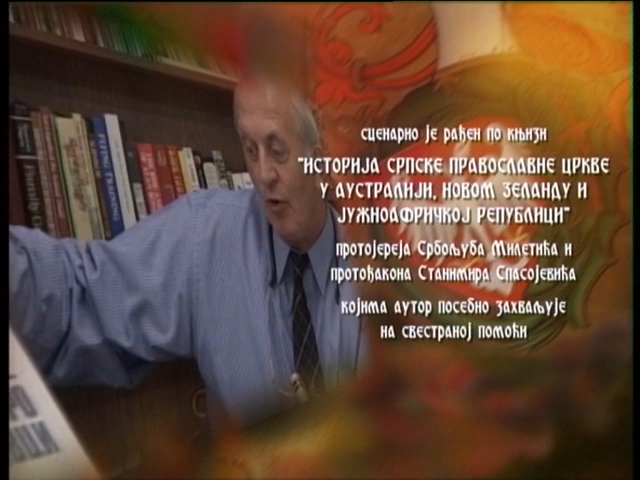 сценарио је рађен по књизи
"ИСТОРИЈА СРПСКЕ ПРАВОСЛАВНЕ ЦРКВЕ
У АУСТРАЛИЈИ, НОВОМ ЗЕЛАНДУ И
ЈУЖНОАФРИЧКОЈ РЕПУБЛИЦИ"
протојереја Србољуба Милетића и
протођакона Станимира Спасојевића
којима аутор посебно захваљује
на свестраној помоћи